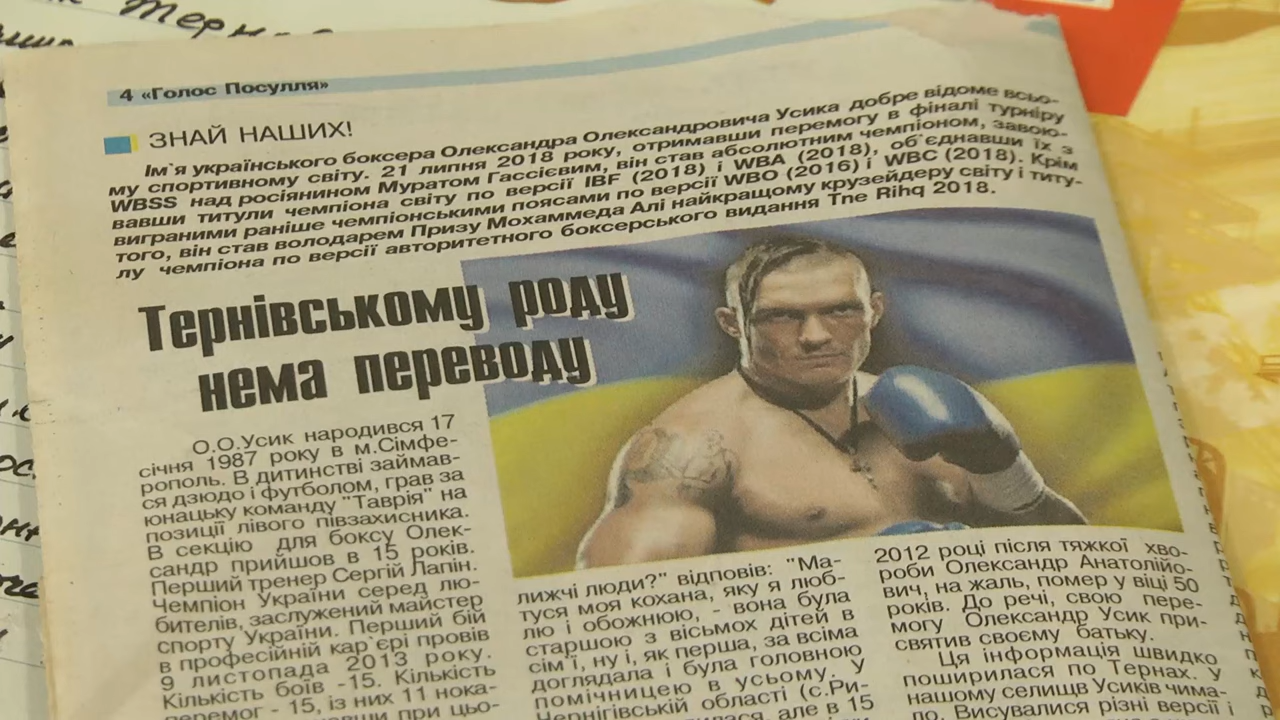 4 «Голос Посулля»
ЗНАЙ НАШИХ!
Ім`я українського боксера Олександра Олександровича Усика добре відоме всьо-
му спортивному світу. 21 липня 2018 року, отримавши перемогу в фіналі турніру
WBSS над росіянином Муратом Гассієвим, він став абсолютним чемпіоном, завою-
вавши титули чемпіона світу по версії IBF (2018) і WBA (2018), об`єднавши їх з
виграними раніше чемпіонськими поясами по версії WBO (2016) і WBC (2018). Крім
того, він став володарем Призу Мохаммеда Алі найкращому крузейдеру світу і титу-
лу чемпіона по версії авторитетного боксерського видання Tne Rihq 2018.
Тернівському роду
нема переводу
О.О.Усик народився 17
січня 1987 року в м.Сімфе-
рополь. В дитинстві займав-
ся дзюдо і футболом, грав за
юнацьку команду "Таврія" на
позиції лівого півзахисника.
В секцію для боксу Олек-
сандр прийшов в 15 років.
Перший тренер Сергій Лапін.
Чемпіон України серед лю-
бителів, заслужений майстер
спорту України. Перший бій
в професійній кар`єрі провів
9 листопада 2013 року.
Кількість боїв -15. Кількість
перемог - 15, із них 11 нока-
лижчі люди?" відповів: "Ма-
туся моя кохана, яку я люб-
лю і обожнюю, - вона була
старшою з вісьмох дітей в
сім`ї, ну і, як перша, за всіма
доглядала і була головною
помічницею в усьому. У
Чернігівській області (с.Ри-
але в 15
2012 році після тяжкої хво-
роби Олександр Анатолійо-
вич, на жаль, помер у віці 50
років. До речі, свою пере-
могу Олександр Усик при-
святив своєму батьку.
Ця інформація швидко
поширилася по Тернах. У
нашому селищв Усиків чима-
ло. Висувалися різні версії і